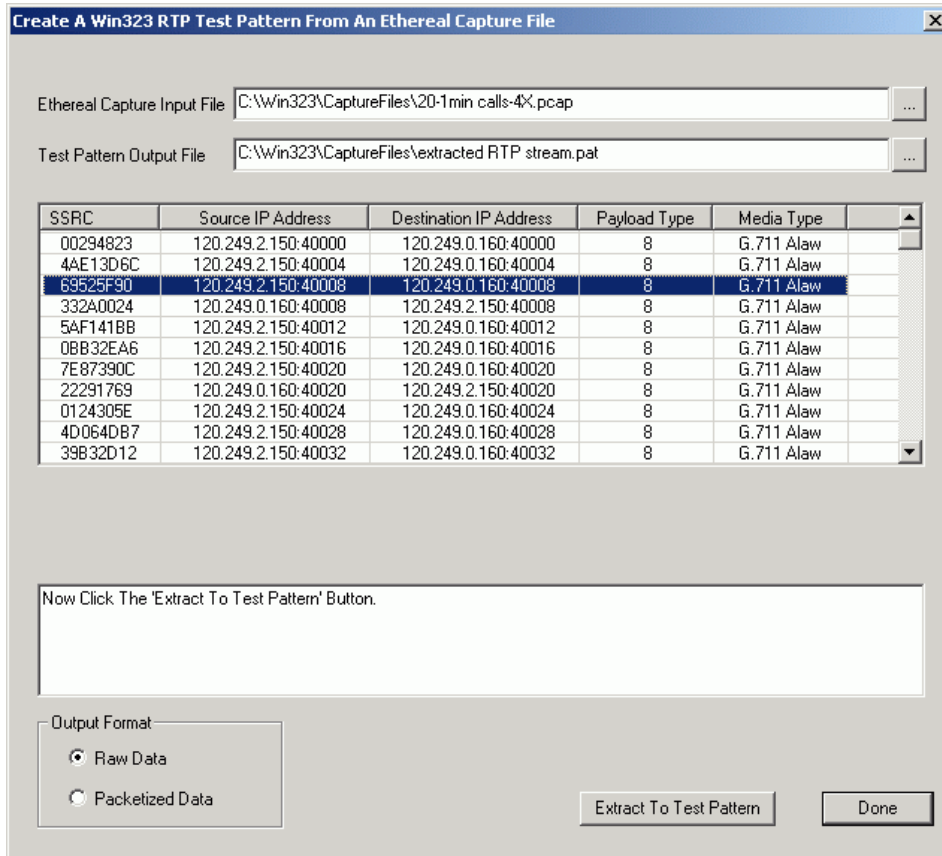 Create A Win323 RTP Test Pattern From An Ethereal Capture File
Ethereal Capture Input File C:\Win323\CaptureFiles\20-1min calls-4X.pcap ...
Test Pattern Output File C:\Win323\CaptureFiles\extracted RTP stream.pat ...
SSRC Source IP Address Destination IP Address Payload Type Media Type
00294823 120.249.2.150:40000 120.249.0.160:40000 8 G.711 Alaw
4AE13D6C 120.249.2.150:40004 120.249.0.160:40004 8 G.711 Alaw
69525F90 120.249.2.150:40008 120.249.0.160:40008 8 G.711 Alaw
332A0024 120.249.0.160:40008 120.249.2.150:40008 8 G.711 Alaw
5AF141BB 120.249.2.150:40012 120.249.0.160:40012 8 G.711 Alaw
0BB32EA6 120.249.2.150:40016 120.249.0.160:40016 8 G.711 Alaw
7E87390C 120.249.2.150:40020 120.249.0.160:40020 8 G.711 Alaw
22291769 120.249.0.160:40020 120.249.2.150:40020 8 G.711 Alaw
0124305E 120.249.2.150:40024 120.249.0.160:40024 8 G.711 Alaw
4D064DB7 120.249.2.150:40028 120.249.0.160:40028 8 G.711 Alaw
39B32D12 120.249.2.150:40032 120.249.0.160:40032 8 G.711 Alaw
Now Click The 'Extract To Test Pattern' Button.
Output Format
Raw Data
Packetized Data
Extract To Test Pattern Done